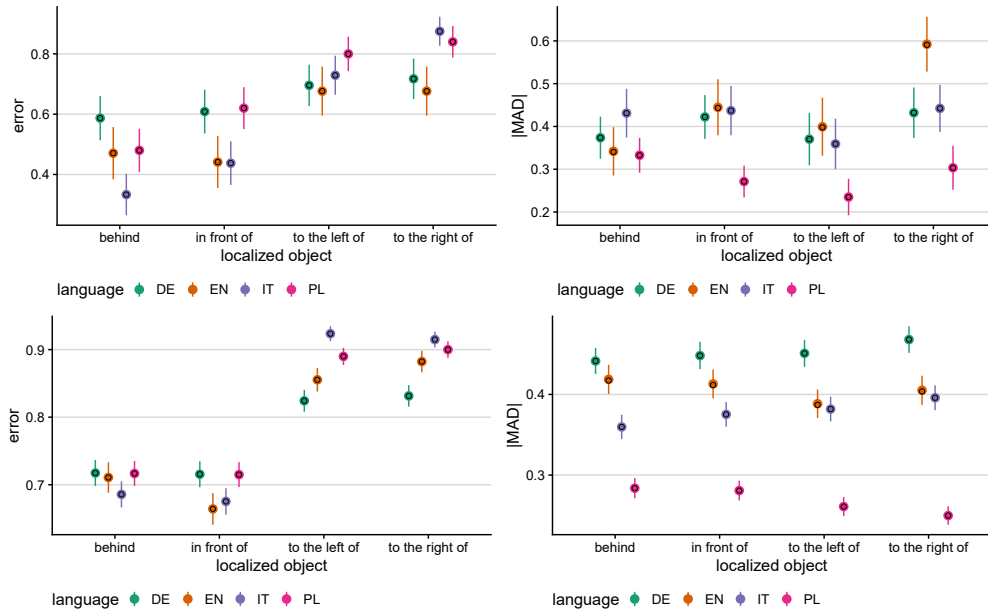 error
0.8
0.6
0.4
behind in front of to the left of to the right of
localized object
language DE EN IT PL
|MAD|
0.6
0.5
0.4
0.3
0.2
behind in front of to the left of to the right of
localized object
language DE EN IT PL
error
0.9
0.8
0.7
behind in front of to the left of to the right of
localized object
language DE EN IT PL
|MAD|
0.4
0.3
behind in front of to the left of to the right of
localized object
language DE EN IT PL